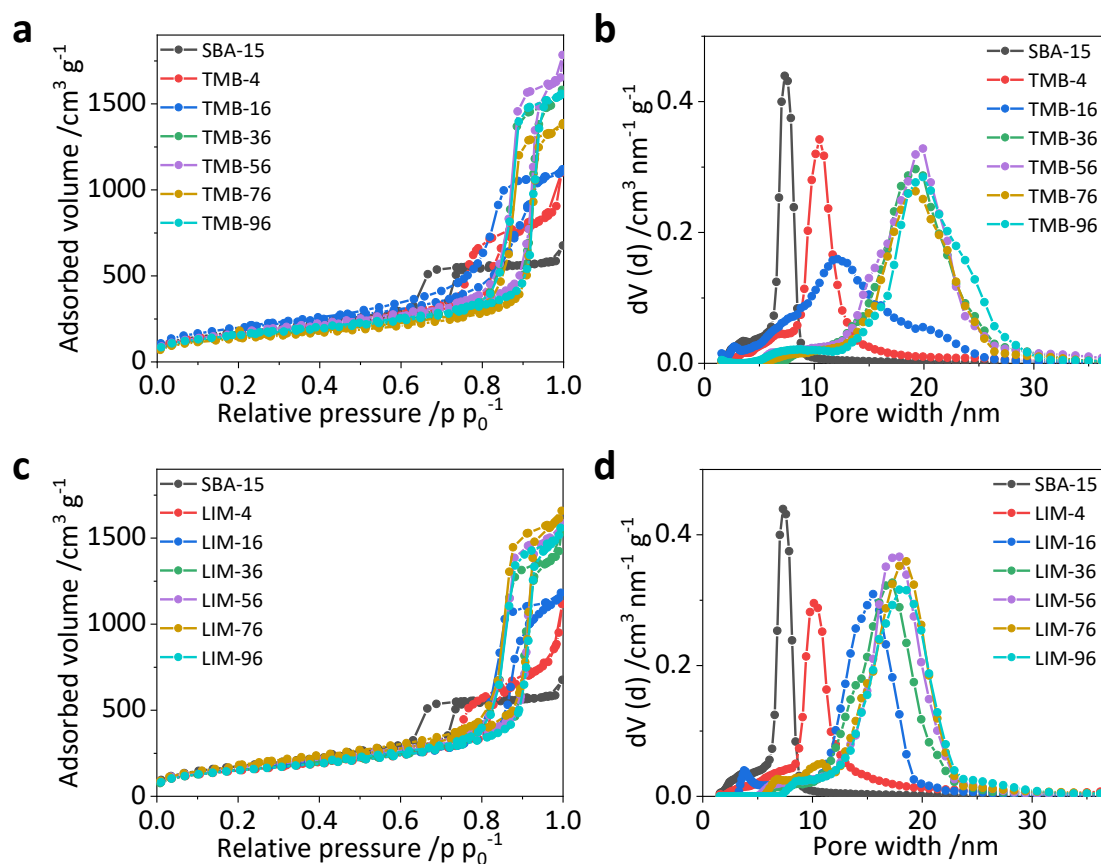 a
Adsorbed volume /cm³ g⁻¹
1500
1000
500
0
SBA-15
TMB-4
TMB-16
TMB-36
TMB-56
TMB-76
TMB-96
0.0 0.2 0.4 0.6 0.8 1.0
Relative pressure /p p₀⁻¹
b
dV (d) /cm³ nm⁻¹ g⁻¹
0.4
0.2
0.0
SBA-15
TMB-4
TMB-16
TMB-36
TMB-56
TMB-76
TMB-96
10 20 30
Pore width /nm
c
Adsorbed volume /cm³ g⁻¹
1500
1000
500
0
SBA-15
LIM-4
LIM-16
LIM-36
LIM-56
LIM-76
LIM-96
0.0 0.2 0.4 0.6 0.8 1.0
Relative pressure /p p₀⁻¹
d
dV (d) /cm³ nm⁻¹ g⁻¹
0.4
0.2
0.0
SBA-15
LIM-4
LIM-16
LIM-36
LIM-56
LIM-76
LIM-96
0 10 20 30
Pore width /nm